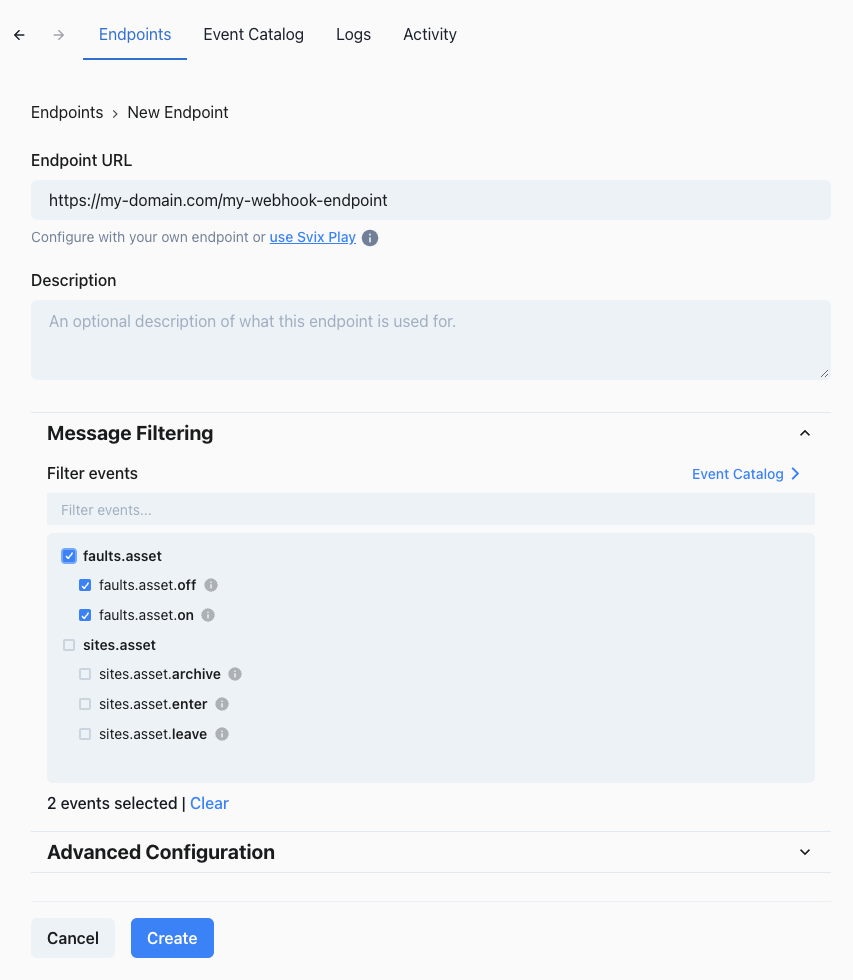 Endpoints Event Catalog Logs Activity
Endpoints › New Endpoint
Endpoint URL
https://my-domain.com/my-webhook-endpoint
Configure with your own endpoint or use Svix Play
Description
An optional description of what this endpoint is used for.
Message Filtering
Filter events Event Catalog
Filter events...
faults.asset
faults.asset.off
faults.asset.on
sites.asset
sites.asset.archive
sites.asset.enter
sites.asset.leave
2 events selected | Clear
Advanced Configuration
Cancel Create